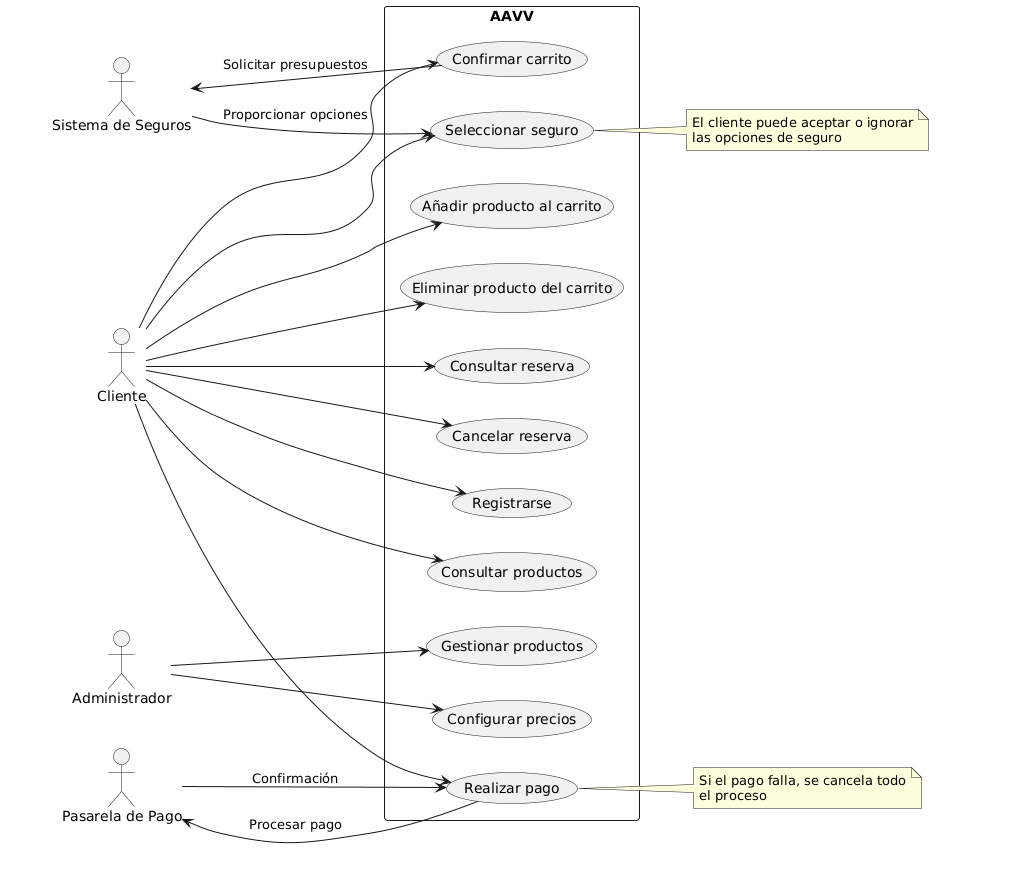 AAVV
Solicitar presupuestos
Confirmar carrito
Proporcionar opciones
Sistema de Seguros
Seleccionar seguro
El cliente puede aceptar o ignorar
las opciones de seguro
Añadir producto al carrito
Eliminar producto del carrito
Consultar reserva
Cliente
Cancelar reserva
Registrarse
Consultar productos
Gestionar productos
Administrador
Configurar precios
Confirmación
Realizar pago
Si el pago falla, se cancela todo
el proceso
Pasarela de Pago
Procesar pago